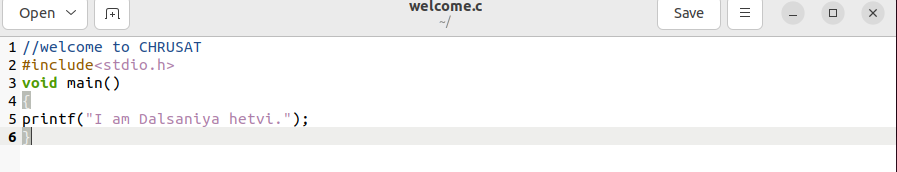 Open
welcome.c
~/
Save
1 //welcome to CHRUSAT
2 #include<stdio.h>
3 void main()
4 {
5 printf("I am Dalsaniya hetvi.");
6 }